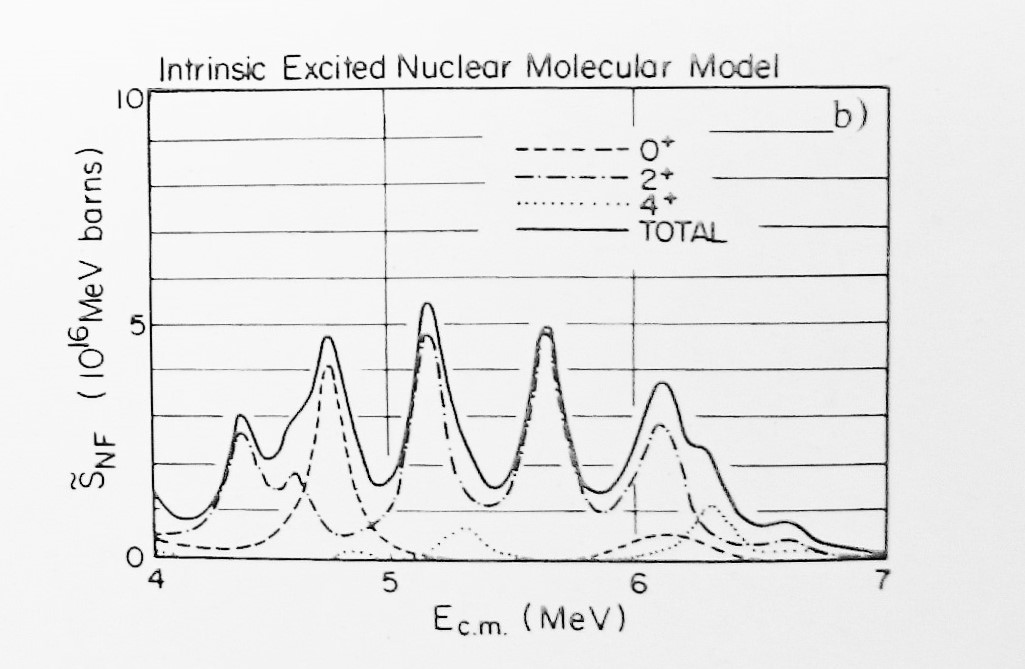 Intrinsic Excited Nuclear Molecular Model
10
b)
0⁺
2⁺
4⁺
TOTAL
5
0
S̃NF (10¹⁶MeV barns)
4 5 6 7
Ec.m. (MeV)